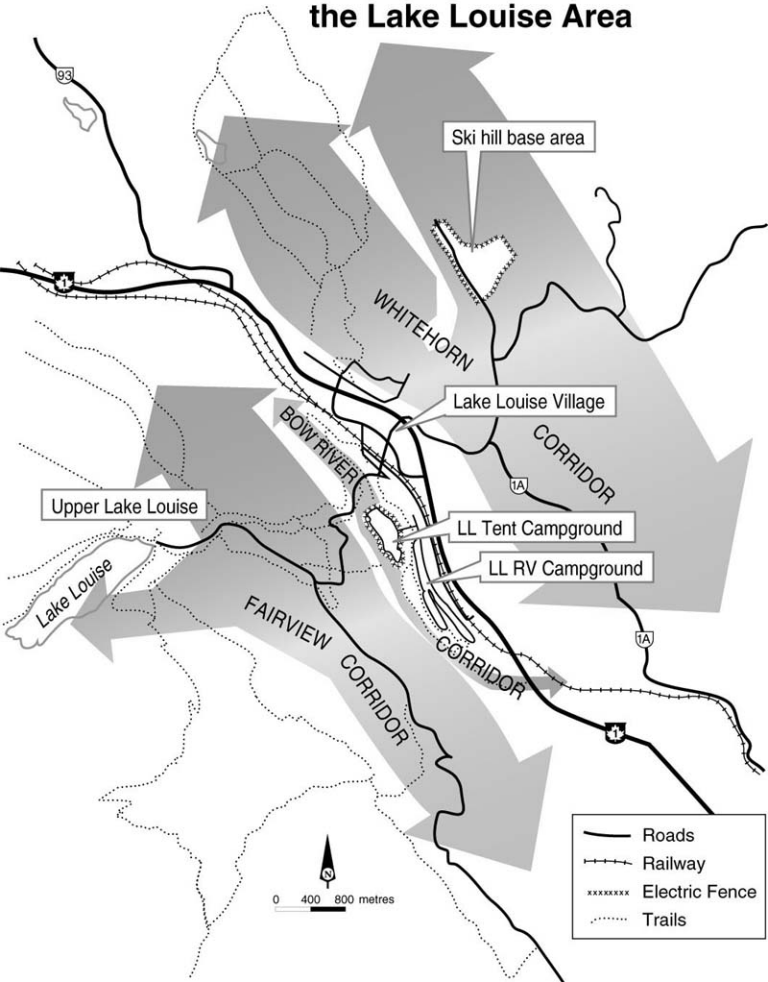 the Lake Louise Area
93
Ski hill base area
1
WHITEHORN
Lake Louise Village
BOW RIVER
CORRIDOR
1A
Upper Lake Louise
LL Tent Campground
LL RV Campground
Lake Louise
FAIRVIEW
CORRIDOR
CORRIDOR
1A
1
Roads
Railway
Electric Fence
Trails
N
0 400 800 metres